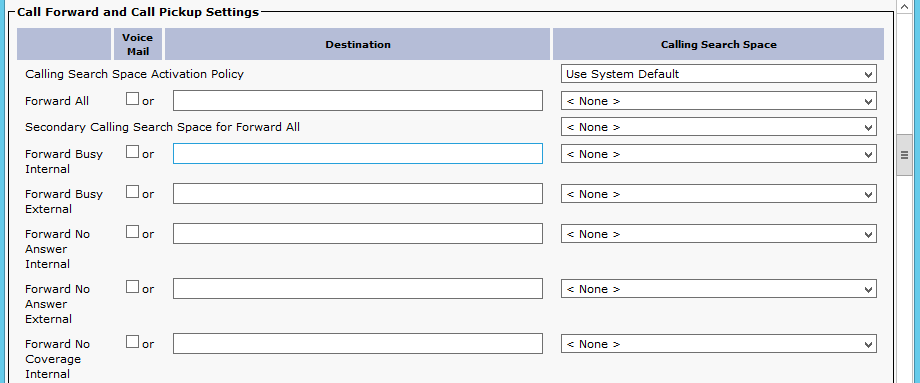 Call Forward and Call Pickup Settings
Voice Mail Destination Calling Search Space
Calling Search Space Activation Policy Use System Default
Forward All or < None >
Secondary Calling Search Space for Forward All < None >
Forward Busy or < None >
Internal
Forward Busy or < None >
External
Forward No or < None >
Answer
Internal
Forward No or < None >
Answer
External
Forward No or < None >
Coverage
Internal